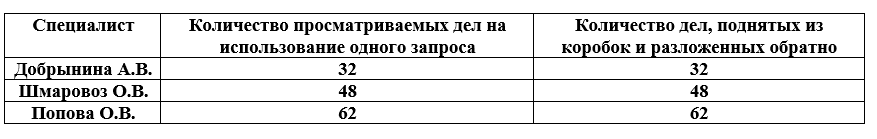 Специалист Количество просматриваемых дел на Количество дел, поднятых из
использование одного запроса коробок и разложенных обратно
Добрынина А.В. 32 32
Шмаровоз О.В. 48 48
Попова О.В. 62 62